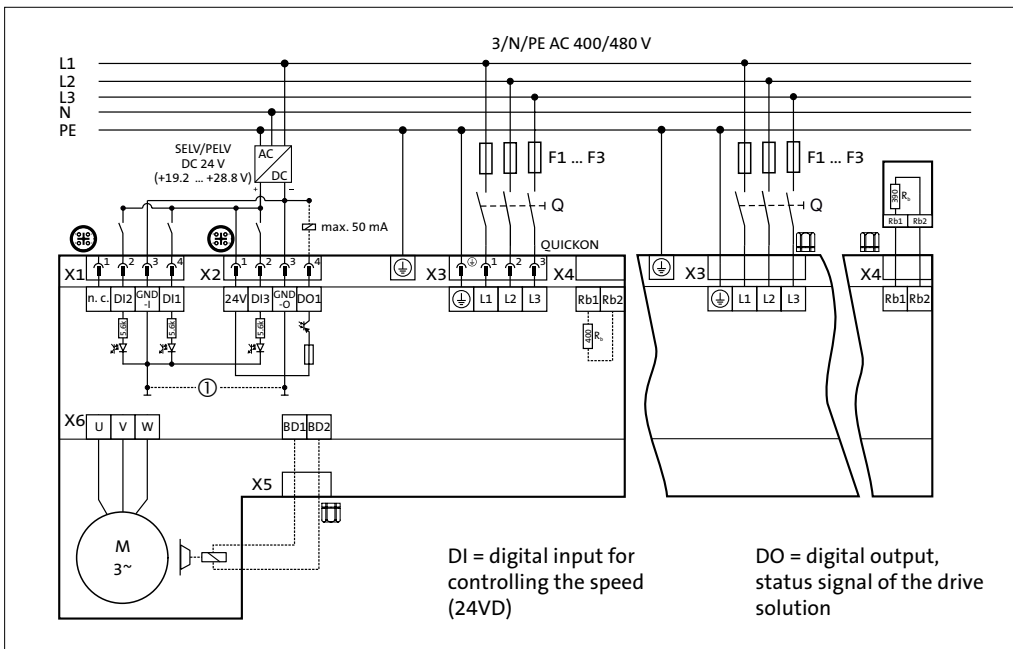 3/N/PE AC 400/480 V
L1
L2
L3
N
PE
SELV/PELV
DC 24 V
(+19.2 ... +28.8 V)
AC
DC
+ −
F1 ... F3
F1 ... F3
Q
Q
max. 50 mA
QUICKON
390 Rb
Rb1 Rb2
X1 1 2 3 4
X2 1 2 3 4
X3 1 2 3
X4
X3
X4
n. c. DI2 GND-I DI1
24V DI3 GND-O DO1
L1 L2 L3
Rb1 Rb2
L1 L2 L3
Rb1 Rb2
5.6k 5.6k 5.6k
400 Rb
1
X6 U V W
BD1 BD2
X5
M
3~
DI = digital input for
controlling the speed
(24VD)
DO = digital output,
status signal of the drive
solution